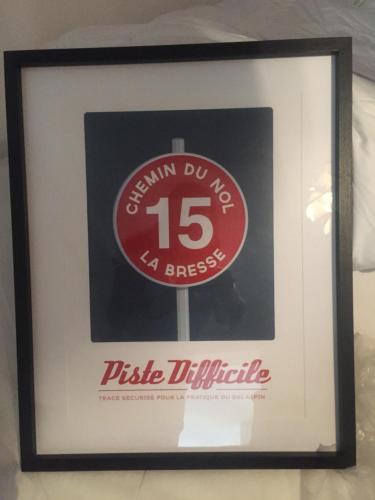 CHEMIN DU NOL
15
LA BRESSE
Piste Difficile
TRACÉ SÉCURISÉ POUR LA PRATIQUE DU SKI ALPIN